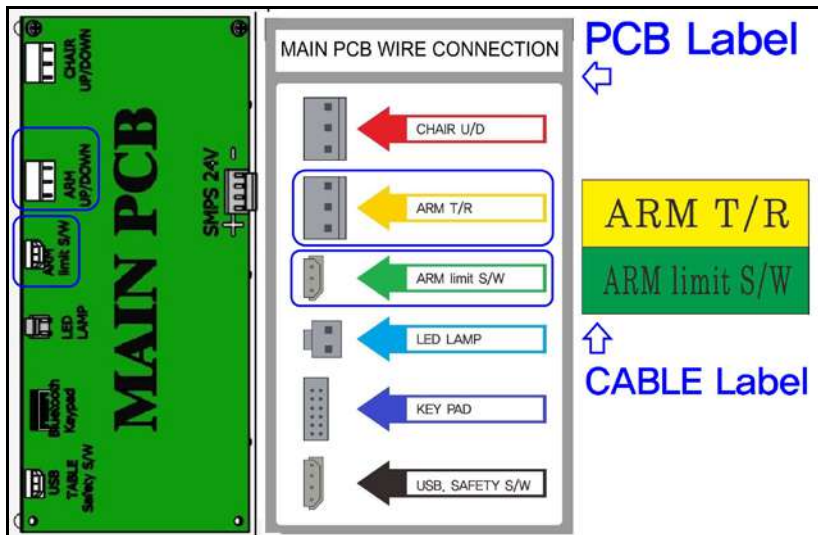 CHAIR
UP/DOWN
ARM
UP/DOWN
ARM
limit S/W
LED
LAMP
Bluetooth
Keypad
USB
TABLE
Safety S/W
MAIN PCB
SMPS 24V
-
+
MAIN PCB WIRE CONNECTION
CHAIR U/D
ARM T/R
ARM limit S/W
LED LAMP
KEY PAD
USB, SAFETY S/W
PCB Label
ARM T/R
ARM limit S/W
CABLE Label